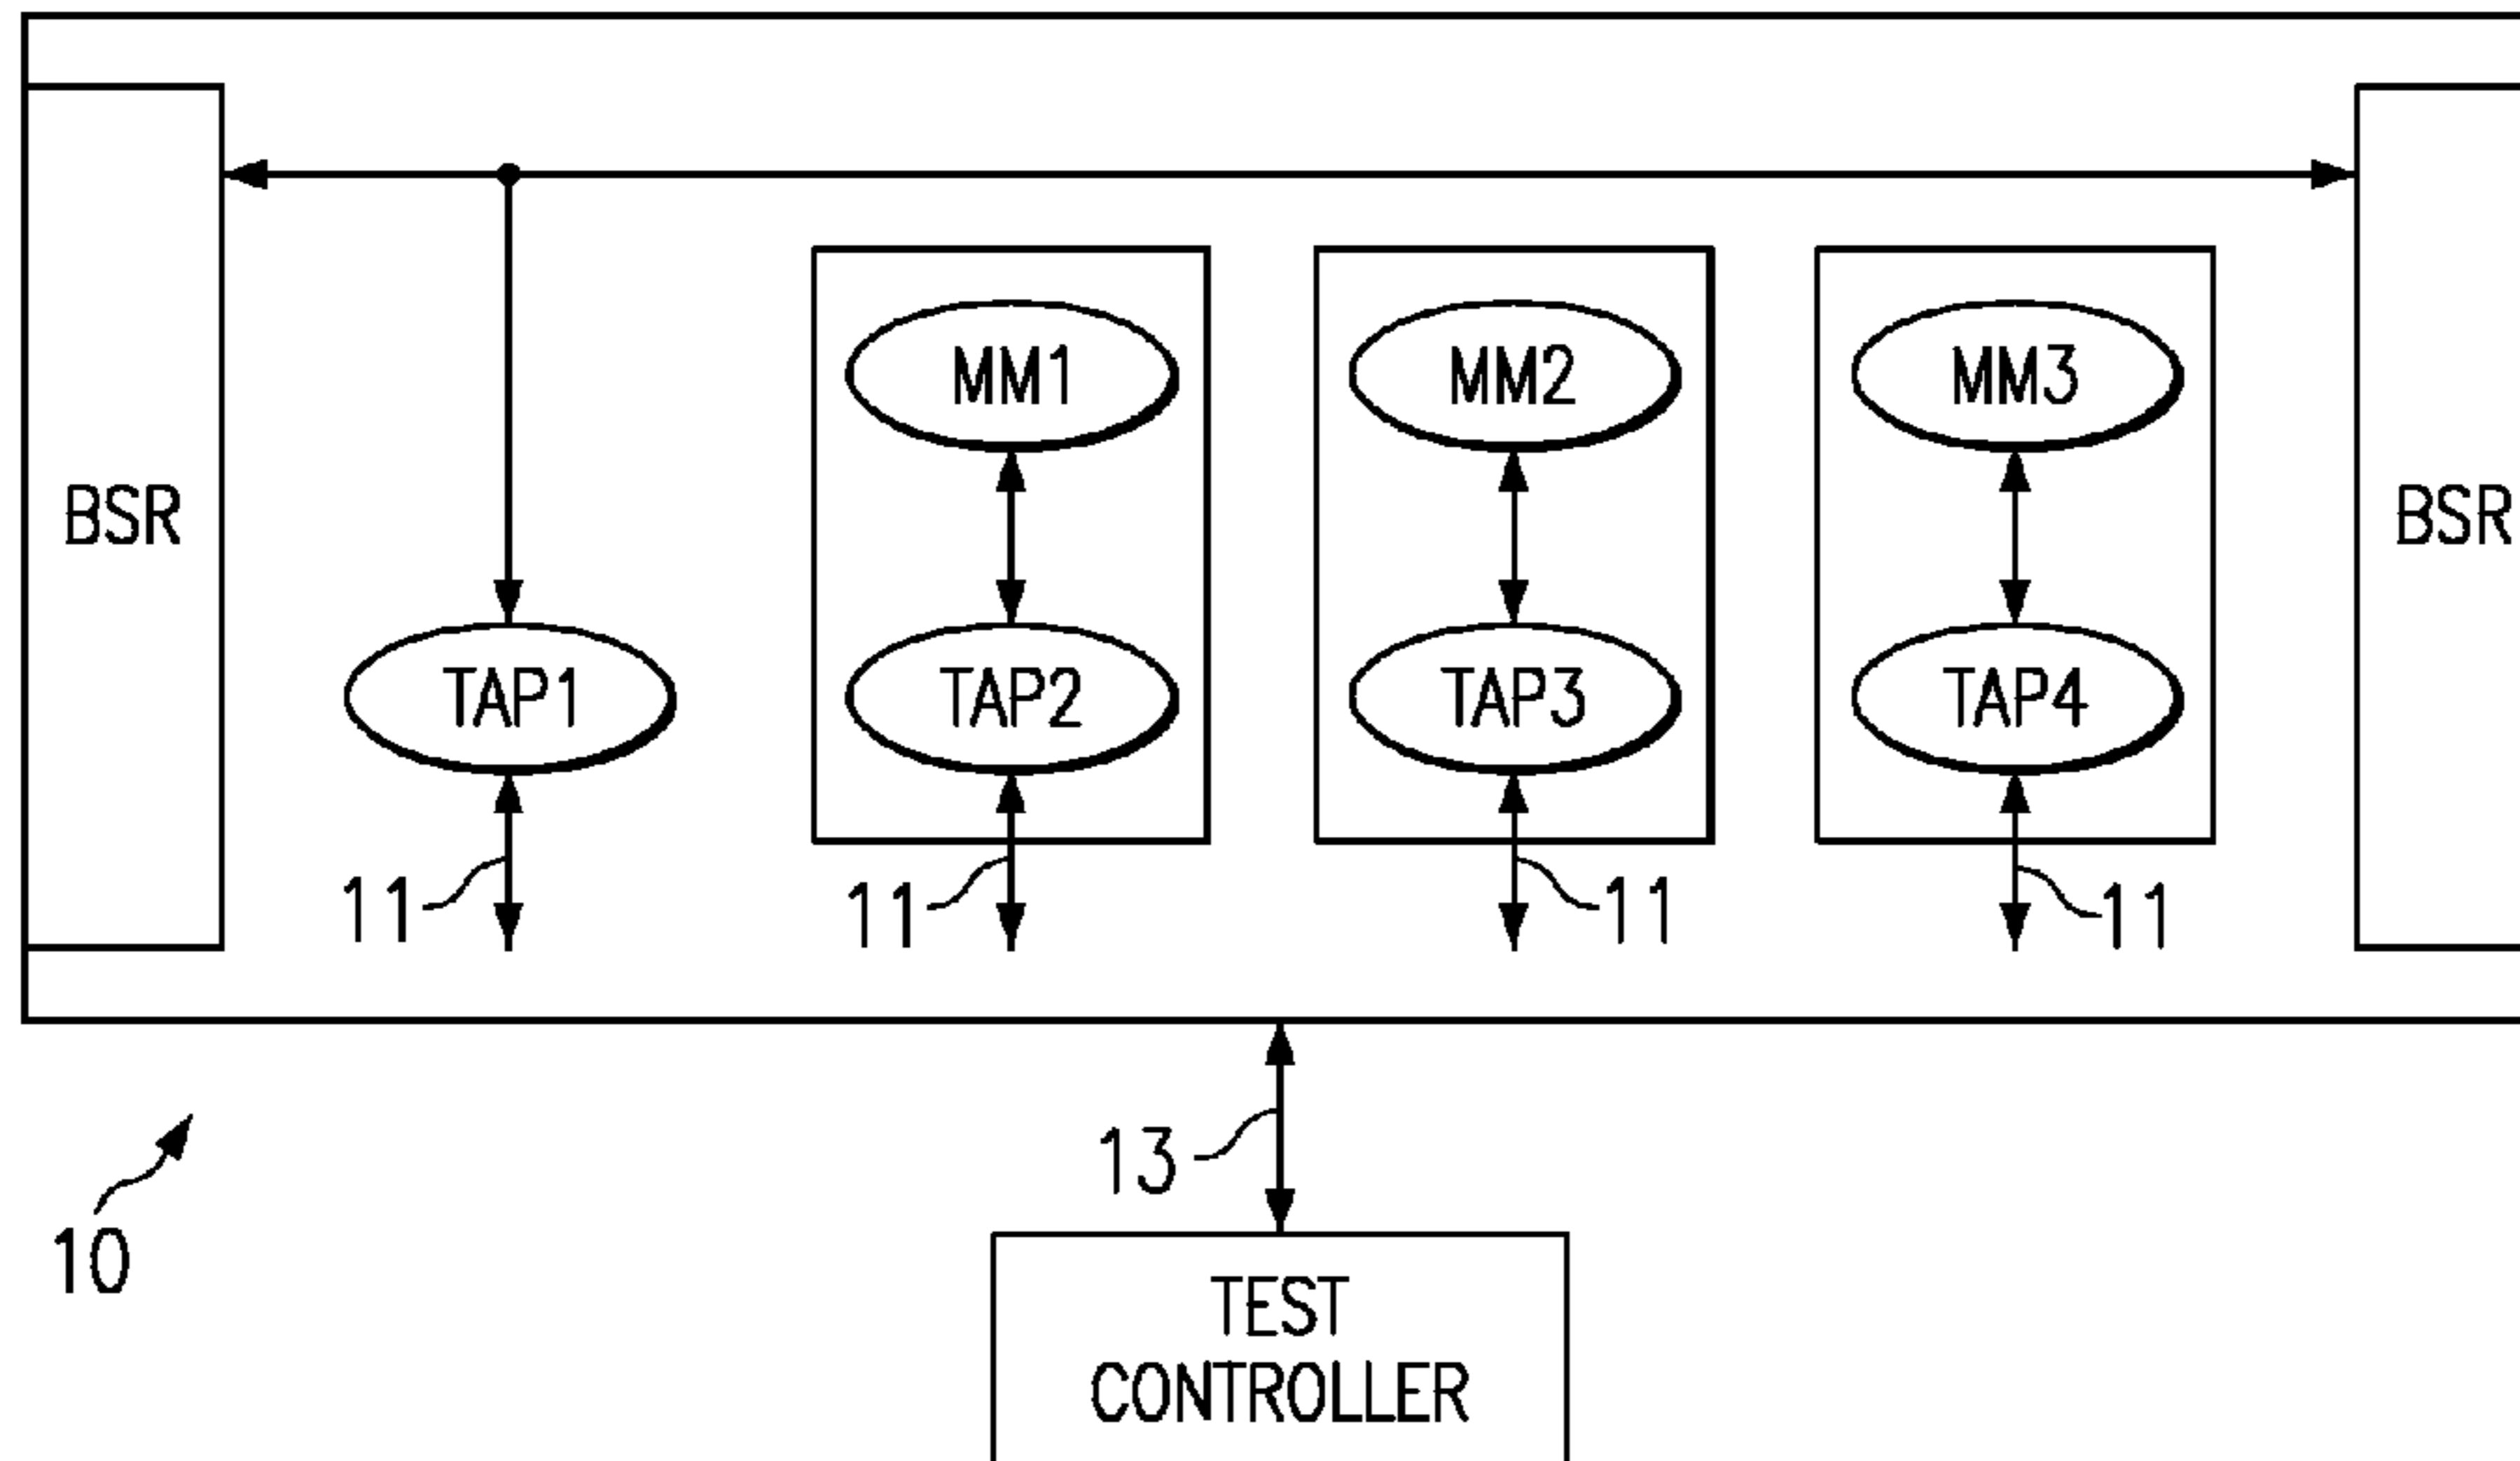 MM1
MM2
MM3
BSR
BSR
TAP1
TAP2
TAP3
TAP4
11
11
11
11
13
10
TEST
CONTROLLER